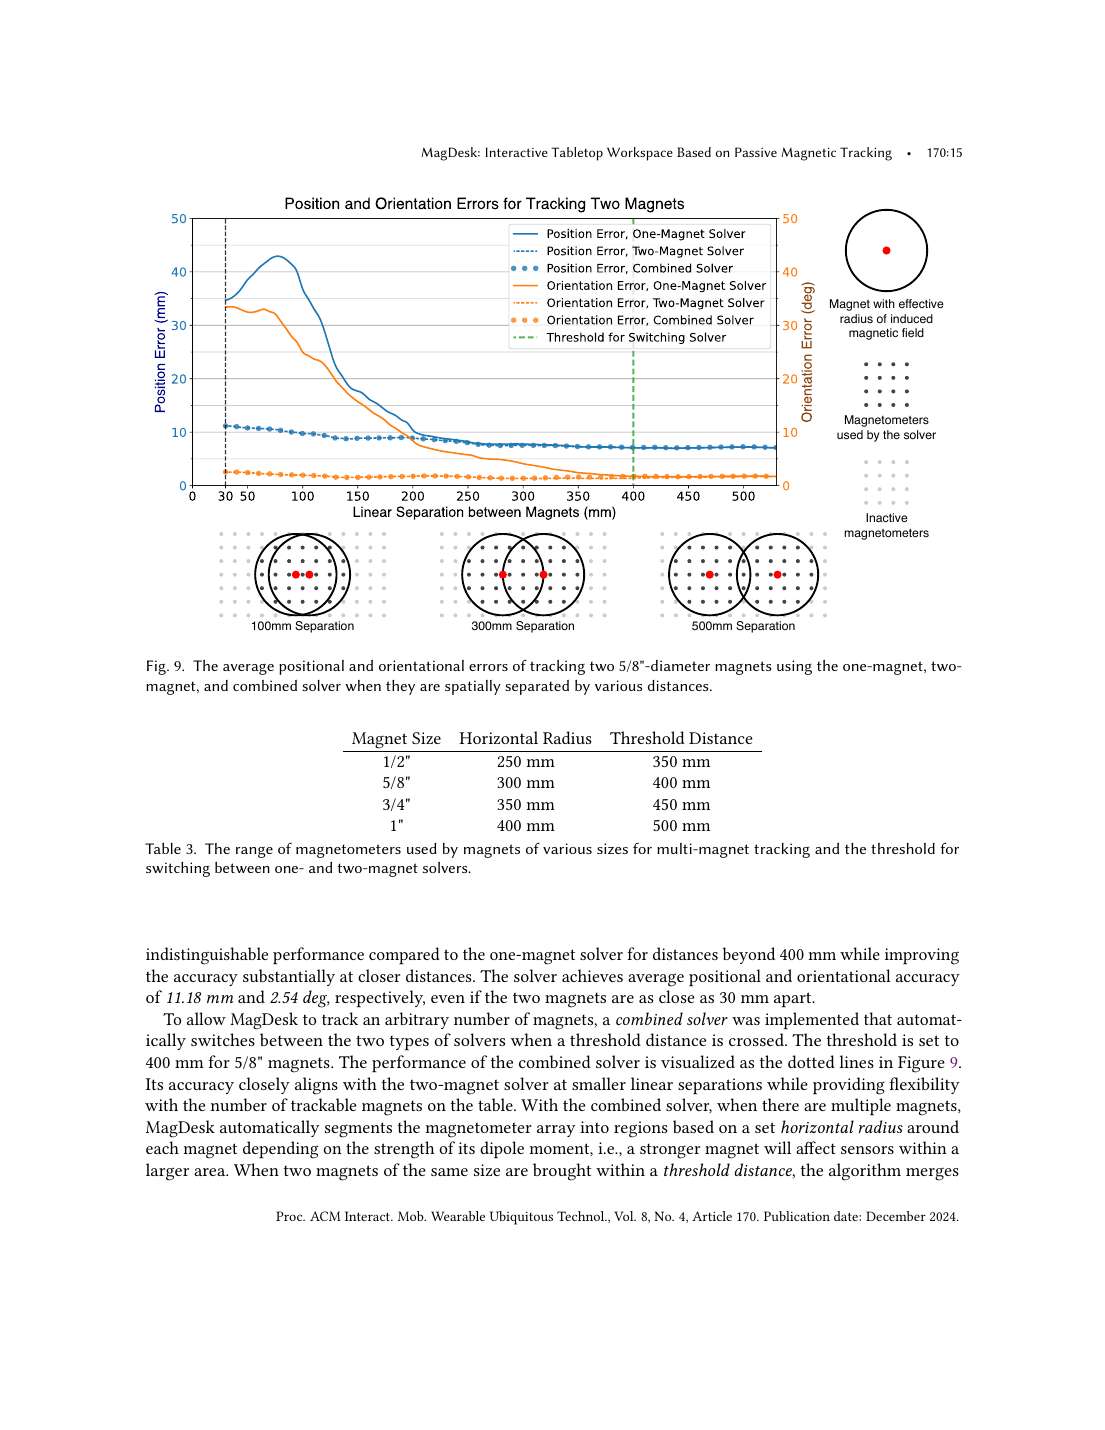 MagDesk: Interactive Tabletop Workspace Based on Passive Magnetic Tracking • 170:15
Position and Orientation Errors for Tracking Two Magnets
50
40
30
20
10
0
Position Error (mm)
Position Error, One-Magnet Solver
Position Error, Two-Magnet Solver
Position Error, Combined Solver
Orientation Error, One-Magnet Solver
Orientation Error, Two-Magnet Solver
Orientation Error, Combined Solver
Threshold for Switching Solver
50
40
30
20
10
0
Orientation Error (deg)
0 30 50 100 150 200 250 300 350 400 450 500
Linear Separation between Magnets (mm)
Magnet with effective
radius of induced
magnetic field
Magnetometers
used by the solver
Inactive
magnetometers
100mm Separation
300mm Separation
500mm Separation
Fig. 9. The average positional and orientational errors of tracking two 5/8"-diameter magnets using the one-magnet, two-
magnet, and combined solver when they are spatially separated by various distances.
Magnet Size Horizontal Radius Threshold Distance
1/2" 250 mm 350 mm
5/8" 300 mm 400 mm
3/4" 350 mm 450 mm
1" 400 mm 500 mm
Table 3. The range of magnetometers used by magnets of various sizes for multi-magnet tracking and the threshold for
switching between one- and two-magnet solvers.
indistinguishable performance compared to the one-magnet solver for distances beyond 400 mm while improving
the accuracy substantially at closer distances. The solver achieves average positional and orientational accuracy
of 11.18 mm and 2.54 deg, respectively, even if the two magnets are as close as 30 mm apart.
To allow MagDesk to track an arbitrary number of magnets, a combined solver was implemented that automat-
ically switches between the two types of solvers when a threshold distance is crossed. The threshold is set to
400 mm for 5/8" magnets. The performance of the combined solver is visualized as the dotted lines in Figure 9.
Its accuracy closely aligns with the two-magnet solver at smaller linear separations while providing flexibility
with the number of trackable magnets on the table. With the combined solver, when there are multiple magnets,
MagDesk automatically segments the magnetometer array into regions based on a set horizontal radius around
each magnet depending on the strength of its dipole moment, i.e., a stronger magnet will affect sensors within a
larger area. When two magnets of the same size are brought within a threshold distance, the algorithm merges
Proc. ACM Interact. Mob. Wearable Ubiquitous Technol., Vol. 8, No. 4, Article 170. Publication date: December 2024.